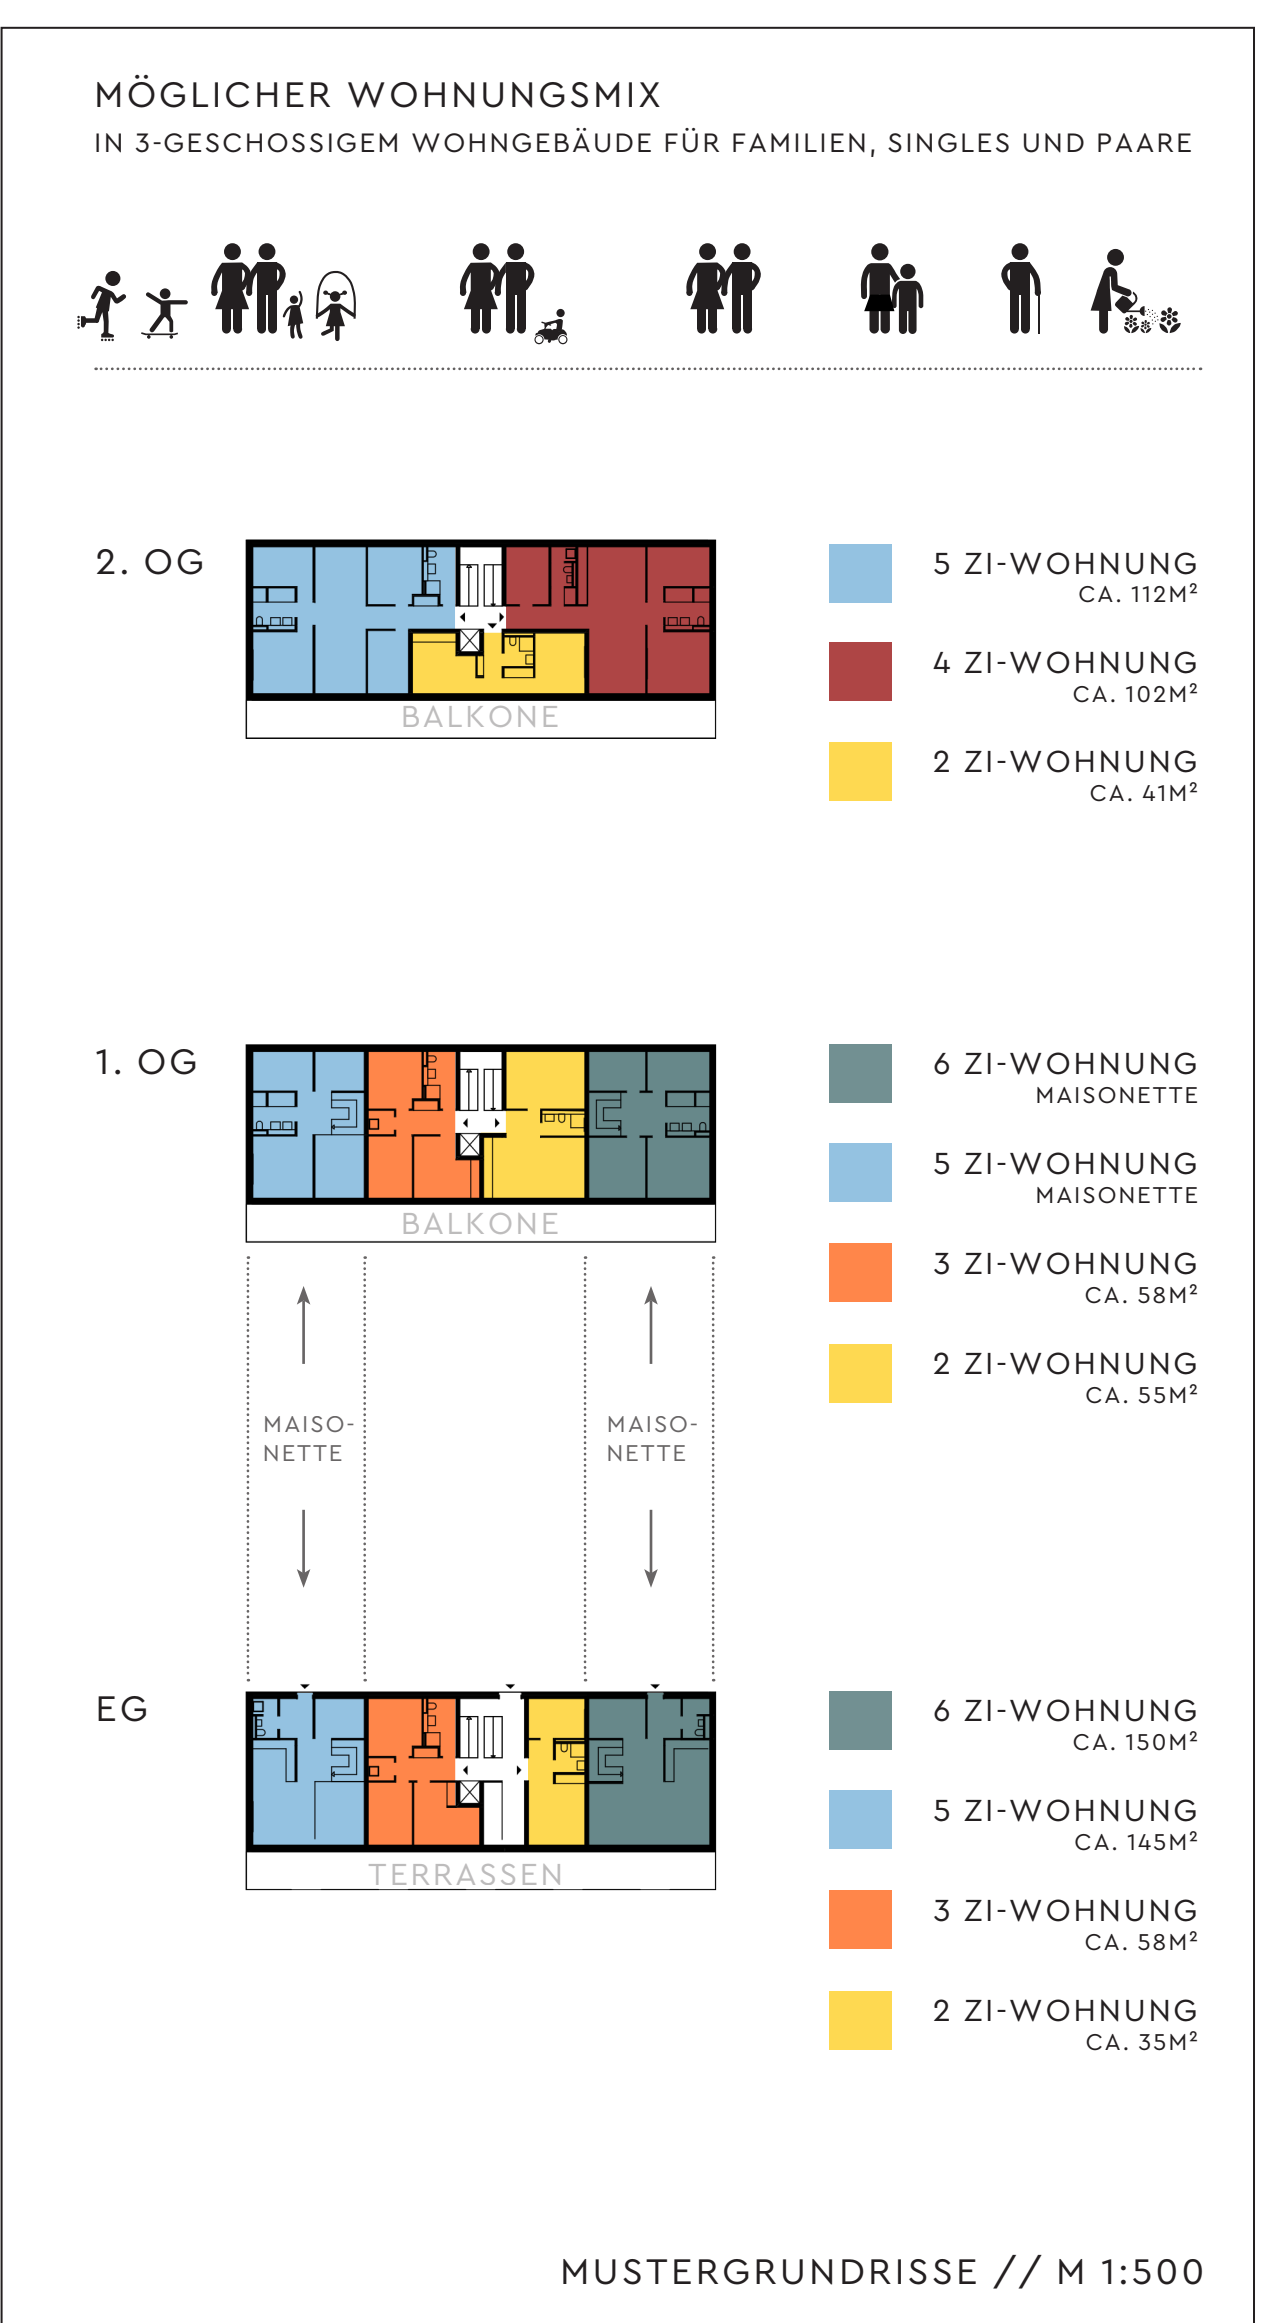 MÖGLICHER WOHNUNGSMIX
IN 3-GESCHOSSIGEM WOHNGEBÄUDE FÜR FAMILIEN, SINGLES UND PAARE
2. OG
BALKONE
5 ZI-WOHNUNG
CA. 112M²
4 ZI-WOHNUNG
CA. 102M²
2 ZI-WOHNUNG
CA. 41M²
1. OG
BALKONE
6 ZI-WOHNUNG
MAISONETTE
5 ZI-WOHNUNG
MAISONETTE
3 ZI-WOHNUNG
CA. 58M²
2 ZI-WOHNUNG
CA. 55M²
MAISO-
NETTE
MAISO-
NETTE
EG
TERRASSEN
6 ZI-WOHNUNG
CA. 150M²
5 ZI-WOHNUNG
CA. 145M²
3 ZI-WOHNUNG
CA. 58M²
2 ZI-WOHNUNG
CA. 35M²
MUSTERGRUNDRISSE // M 1:500